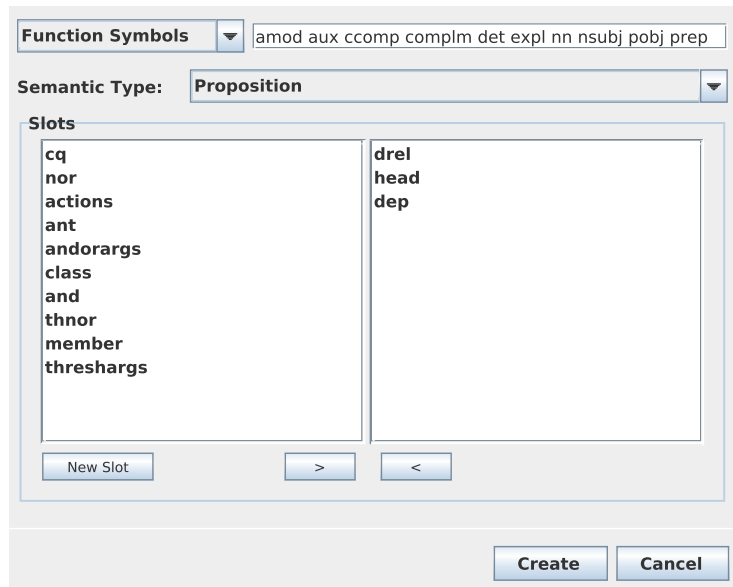 Function Symbols
amod aux ccomp complm det expl nn nsubj pobj prep
Semantic Type:
Proposition
Slots
cq
nor
actions
ant
andorargs
class
and
thnor
member
threshargs
drel
head
dep
New Slot
>
<
Create
Cancel